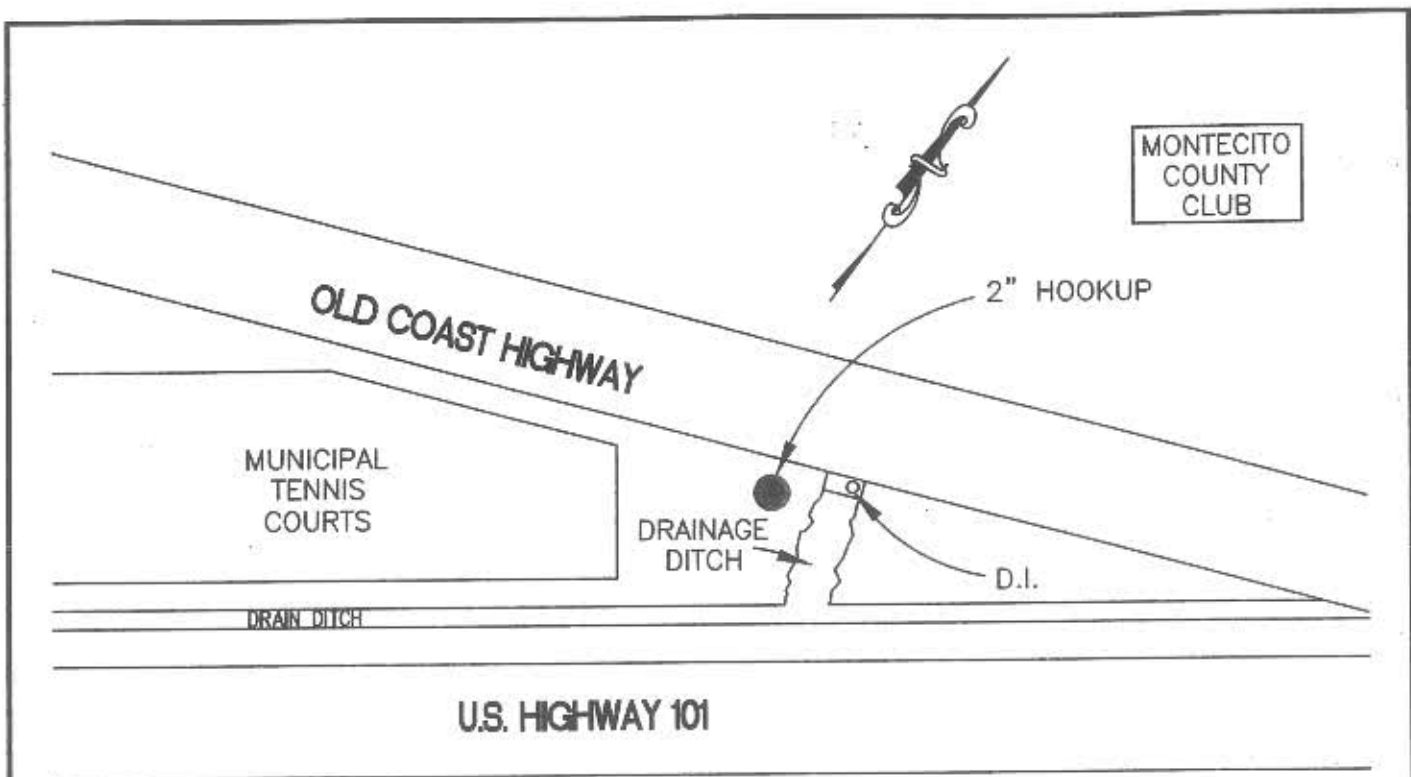 MONTECITO
COUNTY
CLUB
2" HOOKUP
OLD COAST HIGHWAY
MUNICIPAL
TENNIS
COURTS
DRAINAGE
DITCH
D.I.
DRAIN DITCH
U.S. HIGHWAY 101